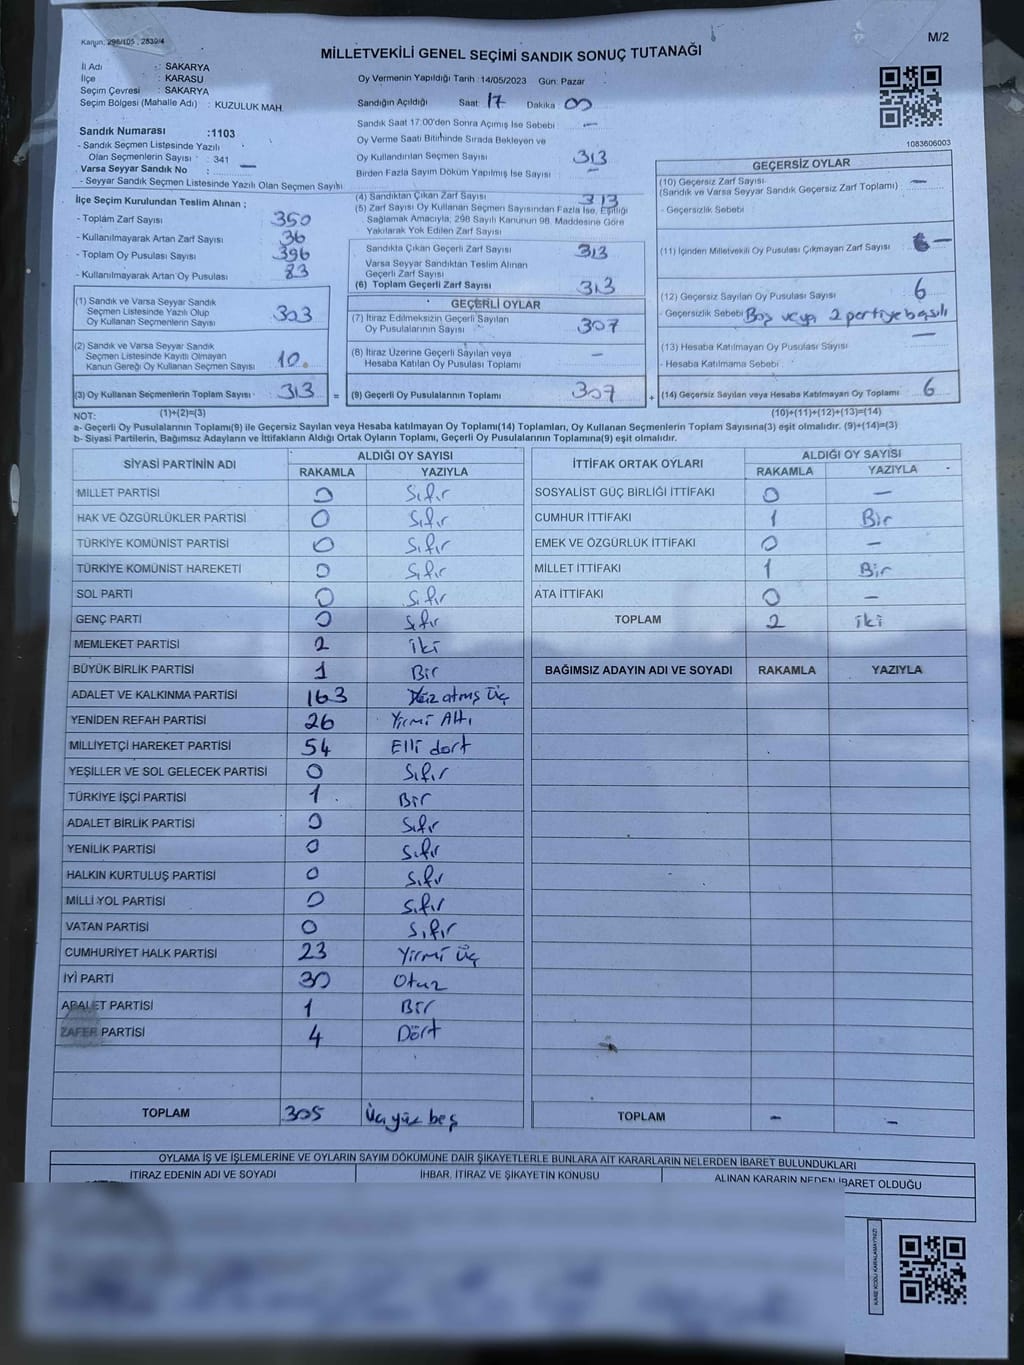 Kanun: 298/105, 2839/4
M/2
MİLLETVEKİLİ GENEL SEÇİMİ SANDIK SONUÇ TUTANAĞI
İl Adı : SAKARYA
İlçe : KARASU
Seçim Çevresi : SAKARYA
Seçim Bölgesi (Mahalle Adı) : KUZULUK MAH.
Sandık Numarası :1103
- Sandık Seçmen Listesinde Yazılı
Olan Seçmenlerin Sayısı : 341
Varsa Seyyar Sandık No : —
- Seyyar Sandık Seçmen Listesinde Yazılı Olan Seçmen Sayısı
Oy Vermenin Yapıldığı Tarih :14/05/2023 Gün: Pazar
Sandığın Açıldığı Saat 17 Dakika 00
Sandık Saat 17:00'den Sonra Açımış İse Sebebi —
Oy Verme Saati Bitiminde Sırada Bekleyen ve
Oy Kullandırılan Seçmen Sayısı 313
Birden Fazla Sayım Döküm Yapılmış İse Sayısı —
1083606003
İlçe Seçim Kurulundan Teslim Alınan ;
- Toplam Zarf Sayısı 350
- Kullanılmayarak Artan Zarf Sayısı 36
- Toplam Oy Pusulası Sayısı 396
- Kullanılmayarak Artan Oy Pusulası 83
(1) Sandık ve Varsa Seyyar Sandık
Seçmen Listesinde Yazılı Olup
Oy Kullanan Seçmenlerin Sayısı 303
(2) Sandık ve Varsa Seyyar Sandık
Seçmen Listesinde Kayıtlı Olmayan
Kanun Gereği Oy Kullanan Seçmen Sayısı 10
(3) Oy Kullanan Seçmenlerin Toplam Sayısı 313 =
(4) Sandıktan Çıkan Zarf Sayısı 313
(5) Zarf Sayısı Oy Kullanan Seçmen Sayısından Fazla İse, Eşitliği
Sağlamak Amacıyla, 298 Sayılı Kanunun 98. Maddesine Göre
Yakılarak Yok Edilen Zarf Sayısı
Sandıkta Çıkan Geçerli Zarf Sayısı 313
Varsa Seyyar Sandıktan Teslim Alınan
Geçerli Zarf Sayısı
(6) Toplam Geçerli Zarf Sayısı 313
GEÇERLİ OYLAR
(7) İtiraz Edilmeksizin Geçerli Sayılan
Oy Pusulalarının Sayısı 307
(8) İtiraz Üzerine Geçerli Sayılan veya
Hesaba Katılan Oy Pusulası Toplamı —
(9) Geçerli Oy Pusulalarının Toplamı 307 +
GEÇERSİZ OYLAR
(10) Geçersiz Zarf Sayısı
(Sandık ve Varsa Seyyar Sandık Geçersiz Zarf Toplamı) —
- Geçersizlik Sebebi
(11) İçinden Milletvekili Oy Pusulası Çıkmayan Zarf Sayısı —
(12) Geçersiz Sayılan Oy Pusulası Sayısı 6
- Geçersizlik Sebebi Boş veya 2 partiye basılı
(13) Hesaba Katılmayan Oy Pusulası Sayısı —
- Hesaba Katılmama Sebebi
(14) Geçersiz Sayılan veya Hesaba Katılmayan Oy Toplamı 6
NOT: (1)+(2)=(3) (10)+(11)+(12)+(13)=(14)
a- Geçerli Oy Pusulalarının Toplamı(9) ile Geçersiz Sayılan veya Hesaba katılmayan Oy Toplamı(14) Toplamları, Oy Kullanan Seçmenlerin Toplam Sayısına(3) eşit olmalıdır. (9)+(14)=(3)
b- Siyasi Partilerin, Bağımsız Adayların ve İttifakların Aldığı Ortak Oyların Toplamı, Geçerli Oy Pusulalarının Toplamına(9) eşit olmalıdır.
SİYASİ PARTİNİN ADI ALDIĞI OY SAYISI
RAKAMLA YAZIYLA
MİLLET PARTİSİ 0 Sıfır
HAK VE ÖZGÜRLÜKLER PARTİSİ 0 Sıfır
TÜRKİYE KOMÜNİST PARTİSİ 0 Sıfır
TÜRKİYE KOMÜNİST HAREKETİ 0 Sıfır
SOL PARTİ 0 Sıfır
GENÇ PARTİ 0 Sıfır
MEMLEKET PARTİSİ 2 iki
BÜYÜK BİRLİK PARTİSİ 1 Bir
ADALET VE KALKINMA PARTİSİ 163 Yüz atmış Üç
YENİDEN REFAH PARTİSİ 26 Yirmi Altı
MİLLİYETÇİ HAREKET PARTİSİ 54 Elli dört
YEŞİLLER VE SOL GELECEK PARTİSİ 0 Sıfır
TÜRKİYE İŞÇİ PARTİSİ 1 Bir
ADALET BİRLİK PARTİSİ 0 Sıfır
YENİLİK PARTİSİ 0 Sıfır
HALKIN KURTULUŞ PARTİSİ 0 Sıfır
MİLLİ YOL PARTİSİ 0 Sıfır
VATAN PARTİSİ 0 Sıfır
CUMHURİYET HALK PARTİSİ 23 Yirmi üç
İYİ PARTİ 30 Otuz
ADALET PARTİSİ 1 Bir
ZAFER PARTİSİ 4 Dört
TOPLAM 305 Üçyüz beş
İTTİFAK ORTAK OYLARI ALDIĞI OY SAYISI
RAKAMLA YAZIYLA
SOSYALİST GÜÇ BİRLİĞİ İTTİFAKI 0 —
CUMHUR İTTİFAKI 1 Bir
EMEK VE ÖZGÜRLÜK İTTİFAKI 0 —
MİLLET İTTİFAKI 1 Bir
ATA İTTİFAKI 0 —
TOPLAM 2 iki
BAĞIMSIZ ADAYIN ADI VE SOYADI RAKAMLA YAZIYLA
TOPLAM — —
OYLAMA İŞ VE İŞLEMLERİNE VE OYLARIN SAYIM DÖKÜMÜNE DAİR ŞİKAYETLERLE BUNLARA AİT KARARLARIN NELERDEN İBARET BULUNDUKLARI
İTİRAZ EDENİN ADI VE SOYADI İHBAR, İTİRAZ VE ŞİKAYETİN KONUSU ALINAN KARARIN NEDEN İBARET OLDUĞU
KARE KODU KARALAMAYINIZ!